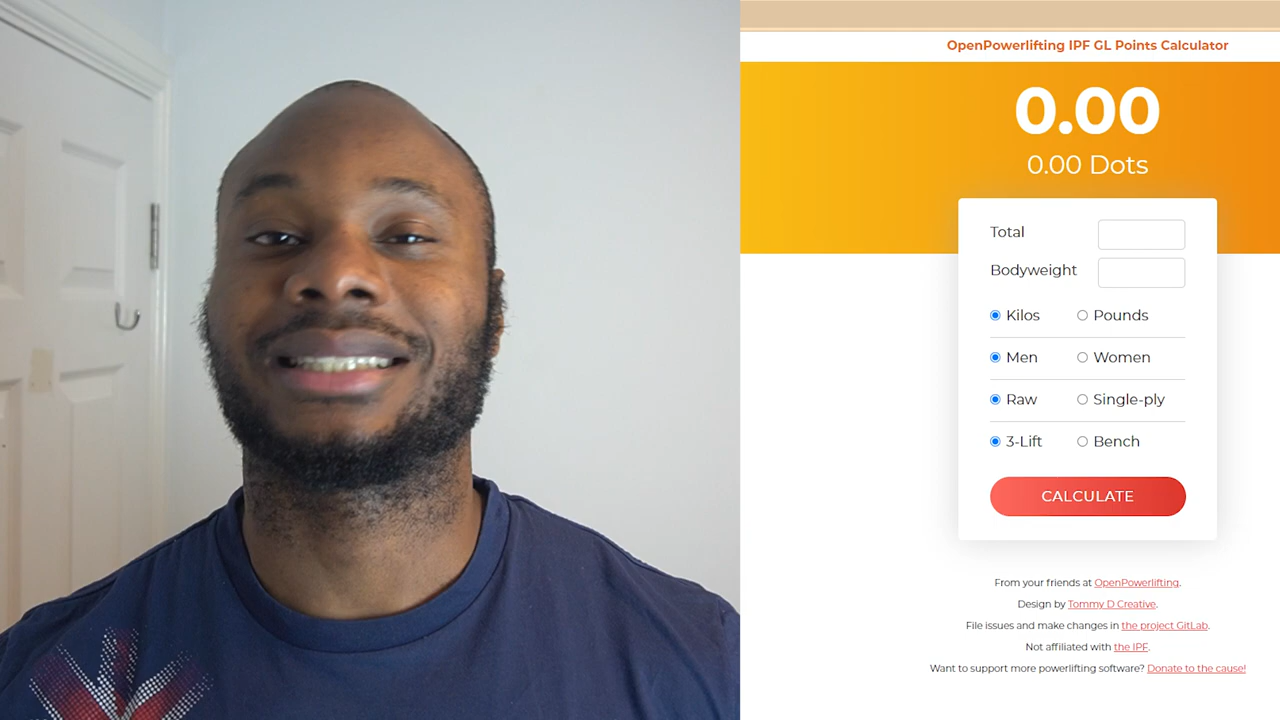 OpenPowerlifting IPF GL Points Calculator
0.00
0.00 Dots
Total
Bodyweight
Kilos Pounds
Men Women
Raw Single-ply
3-Lift Bench
CALCULATE
From your friends at OpenPowerlifting.
Design by Tommy D Creative.
File issues and make changes in the project GitLab.
Not affiliated with the IPF.
Want to support more powerlifting software? Donate to the cause!